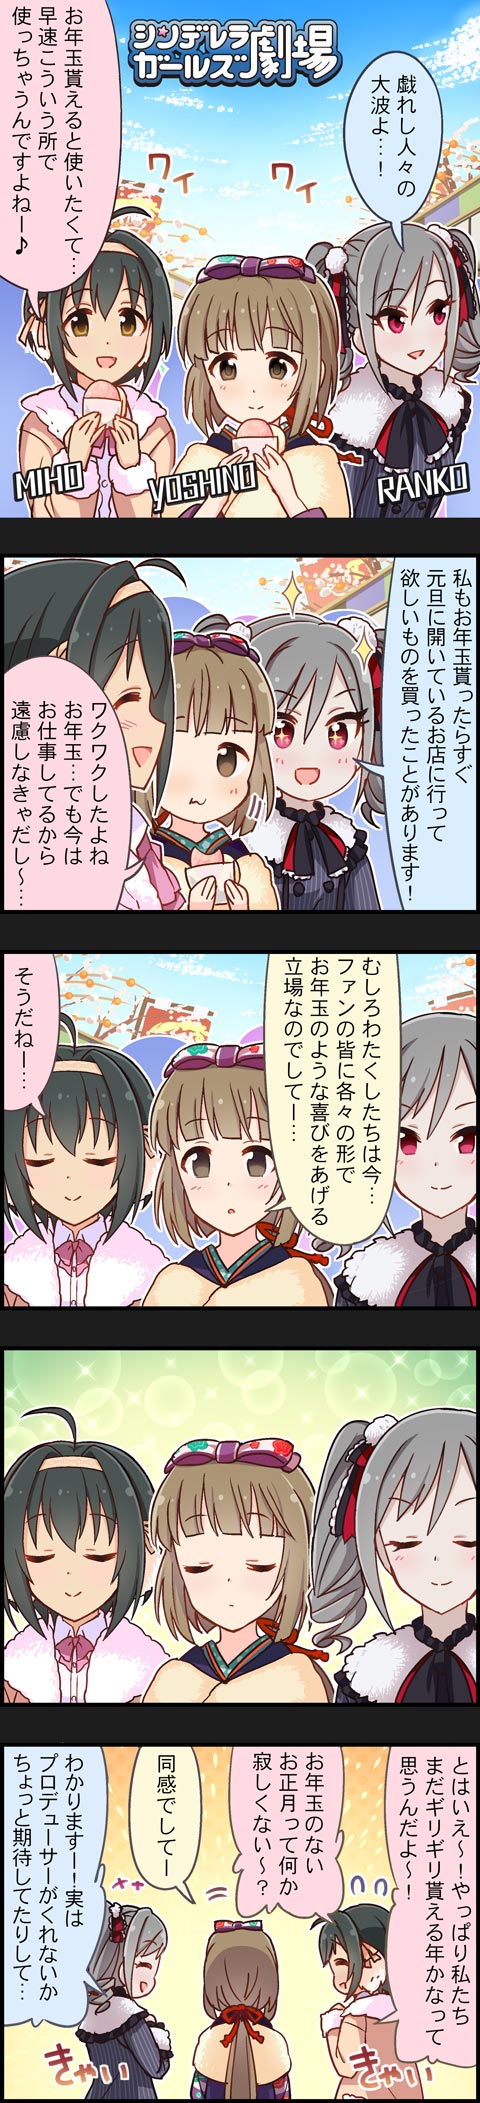 シンデレラ
ガールズ劇場
戯れし人々の
大波よ…！
お年玉貰えると使いたくて…
早速こういう所で
使っちゃうんですよねー♪
ワイ
ワイ
MIHO
YOSHINO
RANKO
私もお年玉貰ったらすぐ
元旦に開いているお店に行って
欲しいものを買ったことがあります！
ワクワクしたよね
お年玉…でも今は
お仕事してるから
遠慮しなきゃだし～…
むしろわたくしたちは今…
ファンの皆に各々の形で
お年玉のような喜びをあげる
立場なのでしてー…
そうだねー…
とはいえ～！やっぱり私たち
まだギリギリ貰える年かなって
思うんだよ～！
お年玉のない
お正月って何か
寂しくない～？
同感でしてー
わかりますー！実は
プロデューサーがくれないか
ちょっと期待してたりして…
きゃい
きゃい